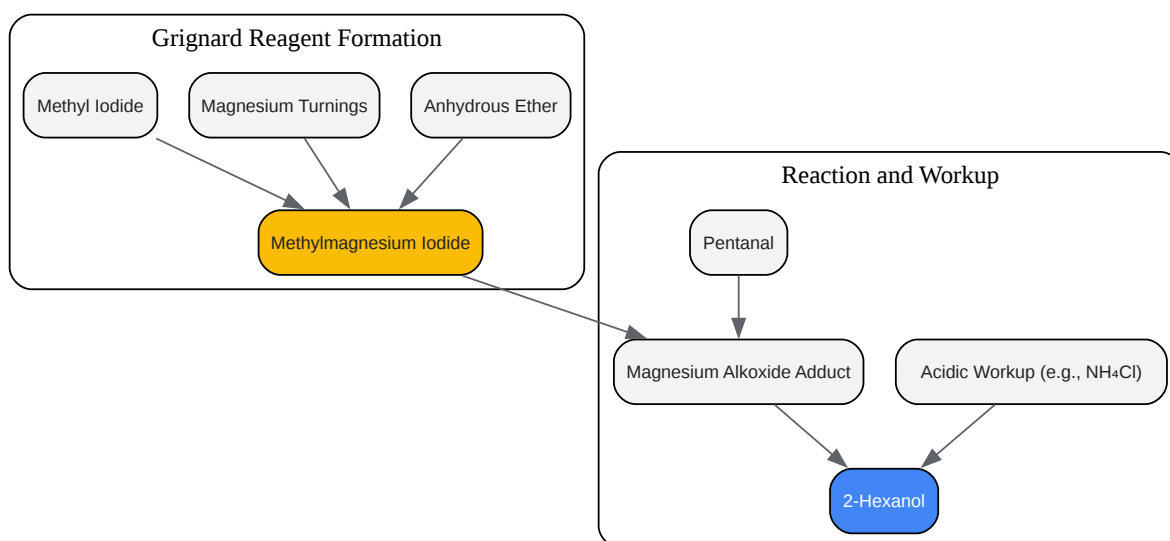 Grignard Reagent Formation
Methyl Iodide
Magnesium Turnings
Anhydrous Ether
Methylmagnesium Iodide
Reaction and Workup
Pentanal
Magnesium Alkoxide Adduct
Acidic Workup (e.g., NH₄Cl)
2-Hexanol